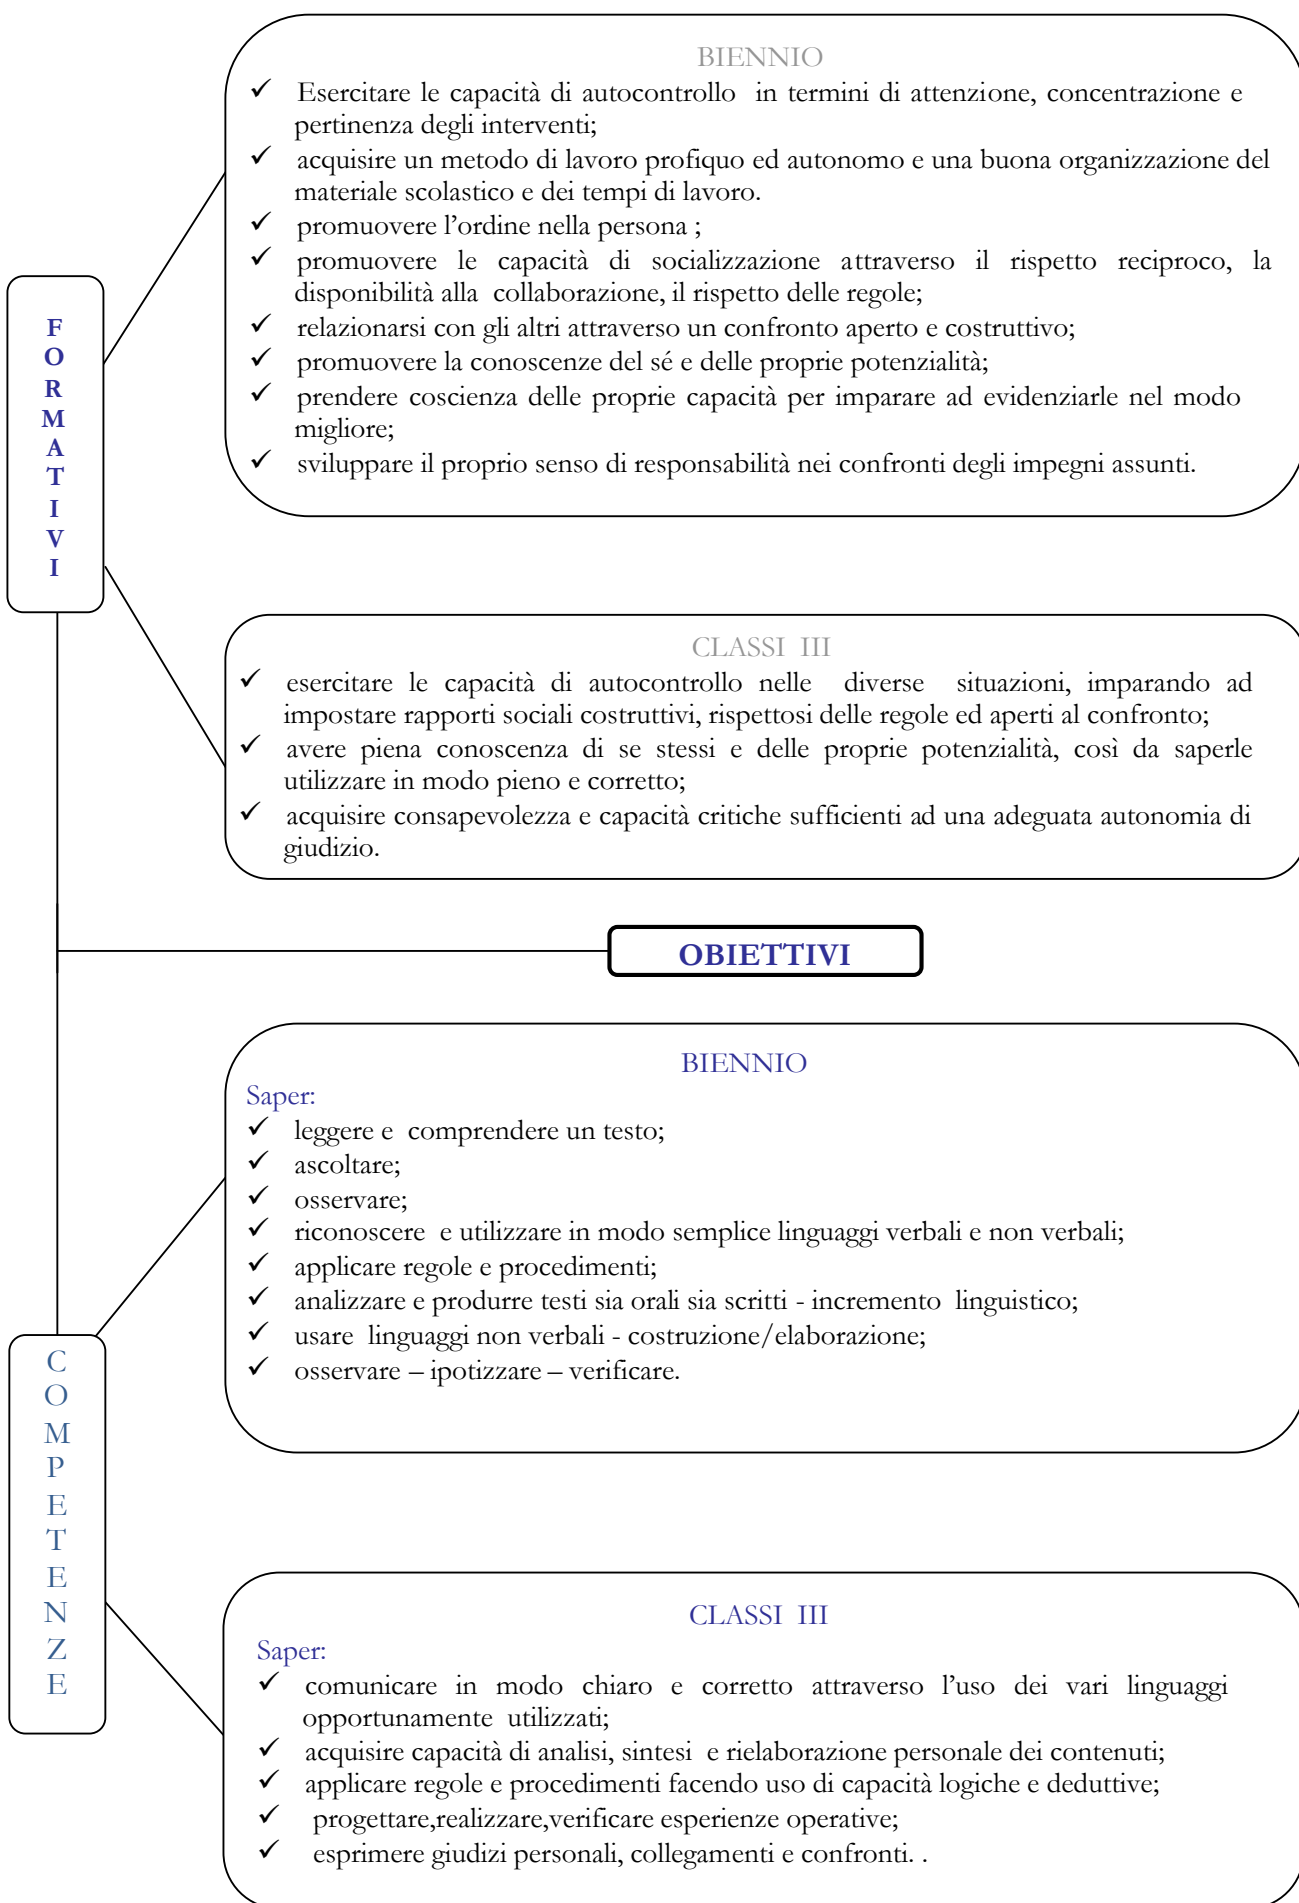 BIENNIO
✓ Esercitare le capacità di autocontrollo in termini di attenzione, concentrazione e
pertinenza degli interventi;
✓ acquisire un metodo di lavoro profiquo ed autonomo e una buona organizzazione del
materiale scolastico e dei tempi di lavoro.
✓ promuovere l’ordine nella persona ;
✓ promuovere le capacità di socializzazione attraverso il rispetto reciproco, la
disponibilità alla collaborazione, il rispetto delle regole;
✓ relazionarsi con gli altri attraverso un confronto aperto e costruttivo;
✓ promuovere la conoscenze del sé e delle proprie potenzialità;
✓ prendere coscienza delle proprie capacità per imparare ad evidenziarle nel modo
migliore;
✓ sviluppare il proprio senso di responsabilità nei confronti degli impegni assunti.
F
O
R
M
A
T
I
V
I
CLASSI III
✓ esercitare le capacità di autocontrollo nelle diverse situazioni, imparando ad
impostare rapporti sociali costruttivi, rispettosi delle regole ed aperti al confronto;
✓ avere piena conoscenza di se stessi e delle proprie potenzialità, così da saperle
utilizzare in modo pieno e corretto;
✓ acquisire consapevolezza e capacità critiche sufficienti ad una adeguata autonomia di
giudizio.
OBIETTIVI
BIENNIO
Saper:
✓ leggere e comprendere un testo;
✓ ascoltare;
✓ osservare;
✓ riconoscere e utilizzare in modo semplice linguaggi verbali e non verbali;
✓ applicare regole e procedimenti;
✓ analizzare e produrre testi sia orali sia scritti - incremento linguistico;
✓ usare linguaggi non verbali - costruzione/elaborazione;
✓ osservare – ipotizzare – verificare.
C
O
M
P
E
T
E
N
Z
E
CLASSI III
Saper:
✓ comunicare in modo chiaro e corretto attraverso l’uso dei vari linguaggi
opportunamente utilizzati;
✓ acquisire capacità di analisi, sintesi e rielaborazione personale dei contenuti;
✓ applicare regole e procedimenti facendo uso di capacità logiche e deduttive;
✓ progettare,realizzare,verificare esperienze operative;
✓ esprimere giudizi personali, collegamenti e confronti. .